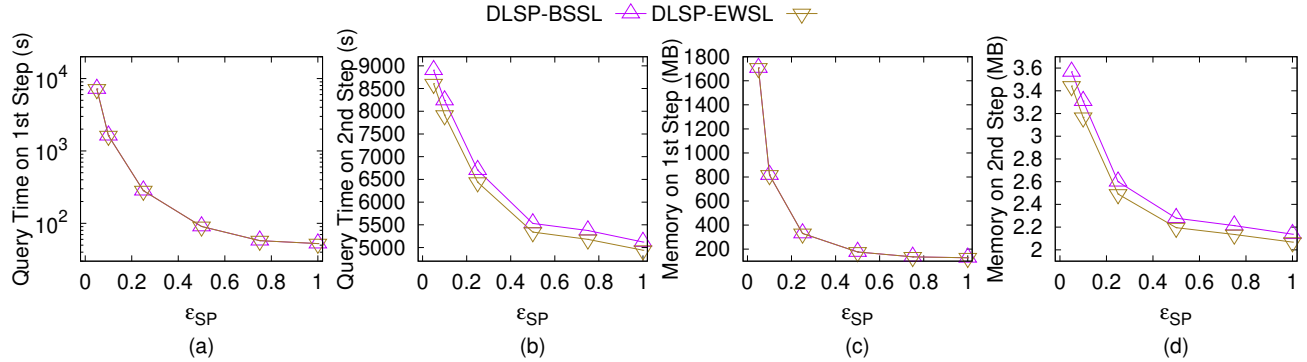 DLSP-BSSL DLSP-EWSL
Query Time on 1st Step (s)
10^4
10^3
10^2
0 0.2 0.4 0.6 0.8 1
ε_SP
(a)
Query Time on 2nd Step (s)
9000
8500
8000
7500
7000
6500
6000
5500
5000
0 0.2 0.4 0.6 0.8 1
ε_SP
(b)
Memory on 1st Step (MB)
1800
1600
1400
1200
1000
800
600
400
200
0 0.2 0.4 0.6 0.8 1
ε_SP
(c)
Memory on 2nd Step (MB)
3.6
3.4
3.2
3
2.8
2.6
2.4
2.2
2
0 0.2 0.4 0.6 0.8 1
ε_SP
(d)